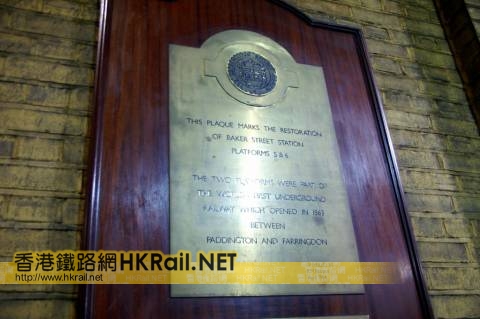 THIS PLAQUE MARKS THE RESTORATION
OF BAKER STREET STATION
PLATFORMS 5 & 6
THE TWO PLATFORMS WERE PART OF
THE WORLD'S FIRST UNDERGROUND
RAILWAY WHICH OPENED IN 1863
BETWEEN
PADDINGTON AND FARRINGDON
香港鐵路網HKRail.NET
http://www.hkrail.net